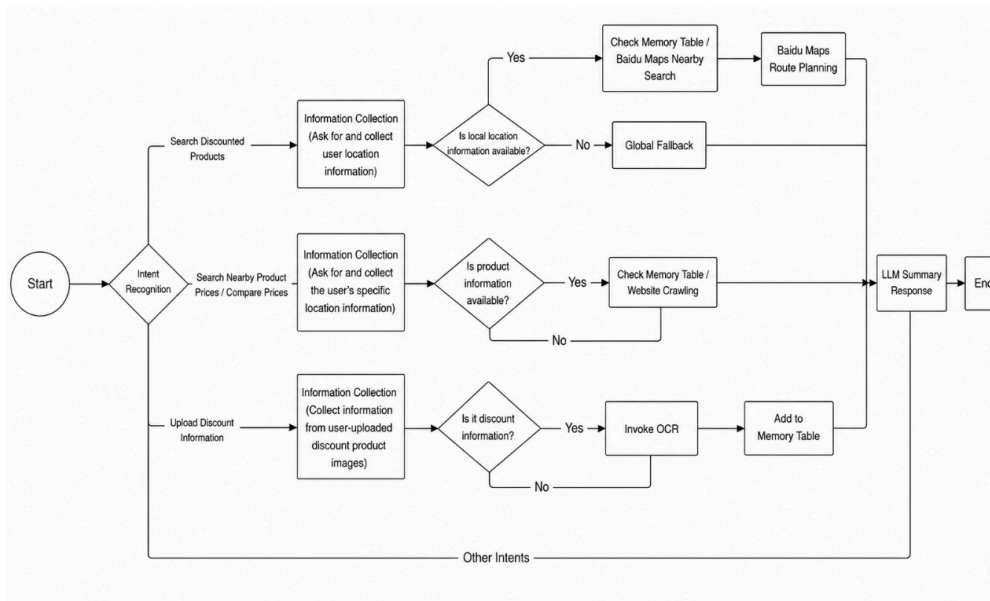 Yes
Check Memory Table /
Baidu Maps Nearby
Search
Baidu Maps
Route Planning
Search Discounted
Products
Information Collection
(Ask for and collect
user location
information)
Is local location
information available?
No
Global Fallback
Start
Intent
Recognition
Search Nearby Product
Prices / Compare Prices
Information Collection
(Ask for and collect
the user's specific
location information)
Is product
information
available?
Yes
Check Memory Table /
Website Crawling
No
LLM Summary
Response
End
Upload Discount
Information
Information Collection
(Collect information
from user-uploaded
discount product
images)
Is it discount
information?
Yes
Invoke OCR
Add to
Memory Table
No
Other Intents